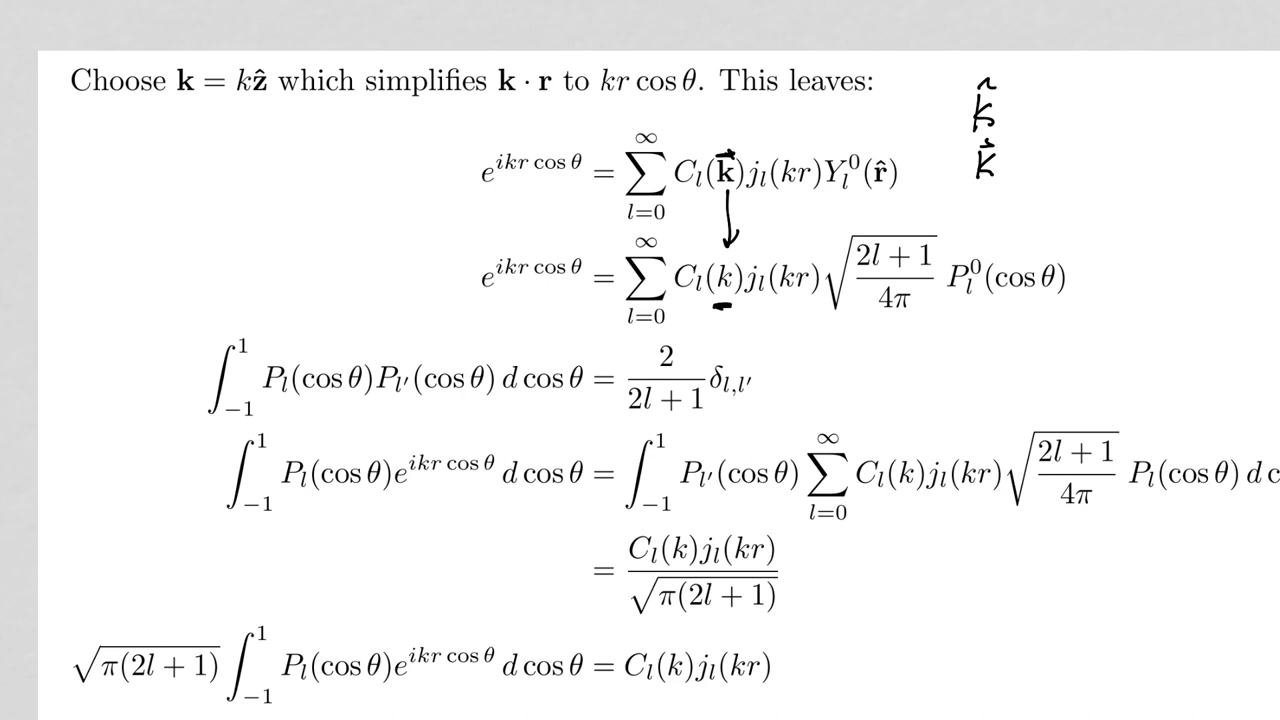 Choose 𝐤 = k𝐳̂ which simplifies 𝐤 · 𝐫 to kr cos θ. This leaves:
k̂
k⃗
e^{ikr cos θ} = ∑_{l=0}^{∞} C_l(𝐤⃗)j_l(kr)Y_l^0(𝐫̂)
e^{ikr cos θ} = ∑_{l=0}^{∞} C_l(k)j_l(kr)√((2l + 1)/(4π)) P_l^0(cos θ)
∫_{−1}^{1} P_l(cos θ)P_{l′}(cos θ) d cos θ = 2/(2l + 1) δ_{l,l′}
∫_{−1}^{1} P_l(cos θ)e^{ikr cos θ} d cos θ = ∫_{−1}^{1} P_{l′}(cos θ) ∑_{l=0}^{∞} C_l(k)j_l(kr)√((2l + 1)/(4π)) P_l(cos θ) d c
= C_l(k)j_l(kr)/√(π(2l + 1))
√(π(2l + 1)) ∫_{−1}^{1} P_l(cos θ)e^{ikr cos θ} d cos θ = C_l(k)j_l(kr)